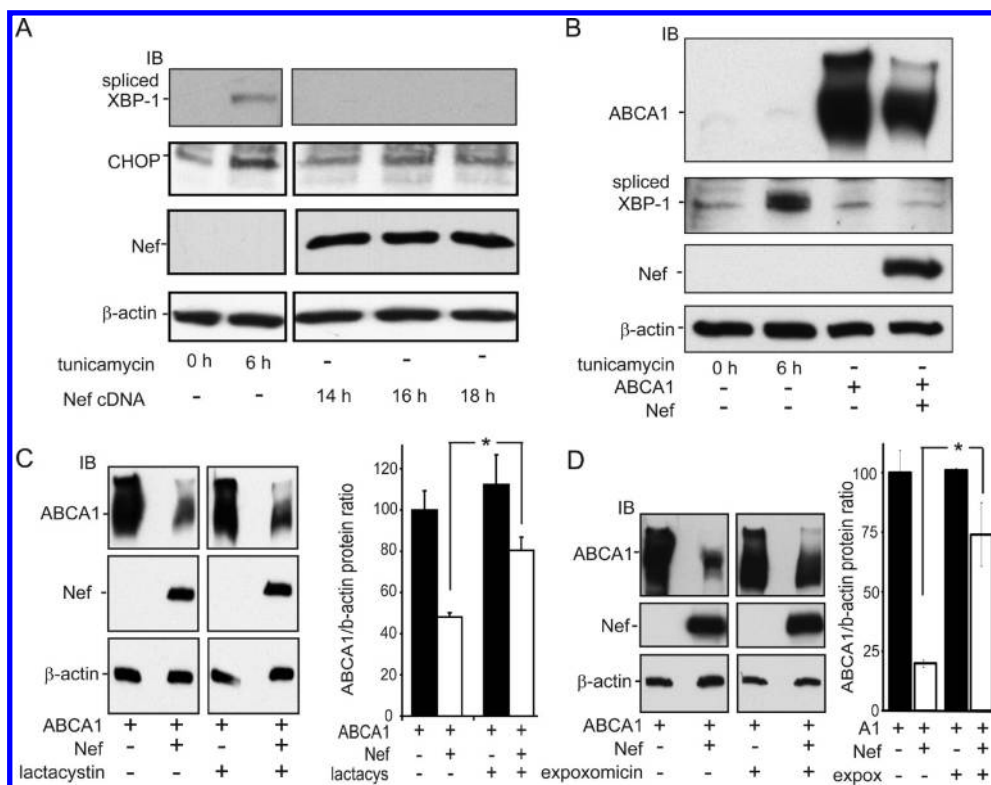 A
IB
spliced
XBP-1
CHOP
Nef
β-actin
tunicamycin 0 h 6 h - - -
Nef cDNA - - 14 h 16 h 18 h
B
IB
ABCA1
spliced
XBP-1
Nef
β-actin
tunicamycin 0 h 6 h - -
ABCA1 - - + +
Nef - - - +
C
IB
ABCA1
Nef
β-actin
ABCA1 + + + +
Nef - + - +
lactacystin - - + +
ABCA1/b-actin protein ratio
120
100
80
60
40
20
0
*
ABCA1 + + + +
Nef - + - +
lactacys - - + +
D
IB
ABCA1
Nef
β-actin
ABCA1 + + + +
Nef - + - +
expoxomicin - - + +
ABCA1/b-actin protein ratio
100
75
50
25
0
*
A1 + + + +
Nef - + - +
expox - - + +